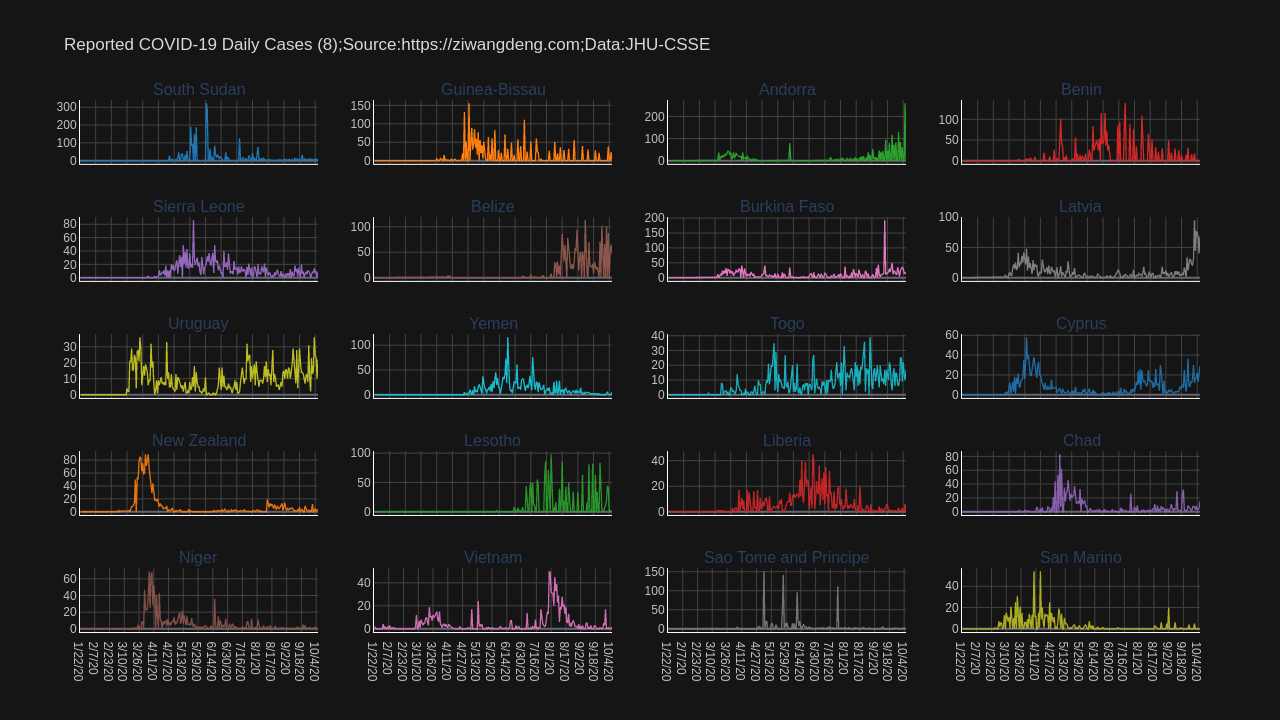 Reported COVID-19 Daily Cases (8);Source:https://ziwangdeng.com;Data:JHU-CSSE
South Sudan Guinea-Bissau Andorra Benin
300 200 100 0
150 100 50 0
200 100 0
100 50 0
Sierra Leone Belize Burkina Faso Latvia
80 60 40 20 0
100 50 0
200 150 100 50 0
100 50 0
Uruguay Yemen Togo Cyprus
30 20 10 0
100 50 0
40 30 20 10 0
60 40 20 0
New Zealand Lesotho Liberia Chad
80 60 40 20 0
100 50 0
40 20 0
80 60 40 20 0
Niger Vietnam Sao Tome and Principe San Marino
60 40 20 0
40 20 0
150 100 50 0
40 20 0
1/22/20 2/7/20 2/23/20 3/10/20 3/26/20 4/11/20 4/27/20 5/13/20 5/29/20 6/14/20 6/30/20 7/16/20 8/1/20 8/17/20 9/2/20 9/18/20 10/4/20
1/22/20 2/7/20 2/23/20 3/10/20 3/26/20 4/11/20 4/27/20 5/13/20 5/29/20 6/14/20 6/30/20 7/16/20 8/1/20 8/17/20 9/2/20 9/18/20 10/4/20
1/22/20 2/7/20 2/23/20 3/10/20 3/26/20 4/11/20 4/27/20 5/13/20 5/29/20 6/14/20 6/30/20 7/16/20 8/1/20 8/17/20 9/2/20 9/18/20 10/4/20
1/22/20 2/7/20 2/23/20 3/10/20 3/26/20 4/11/20 4/27/20 5/13/20 5/29/20 6/14/20 6/30/20 7/16/20 8/1/20 8/17/20 9/2/20 9/18/20 10/4/20